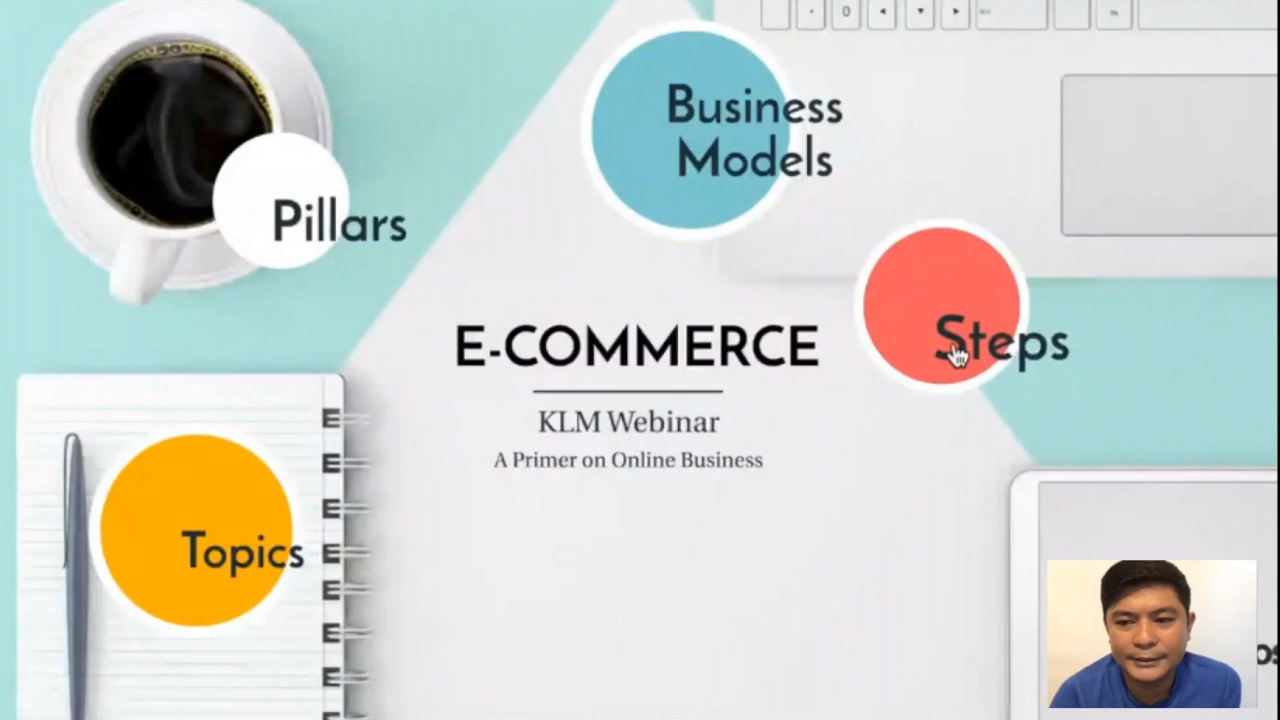 Business
Models
Pillars
Steps
E-COMMERCE
KLM Webinar
A Primer on Online Business
Topics